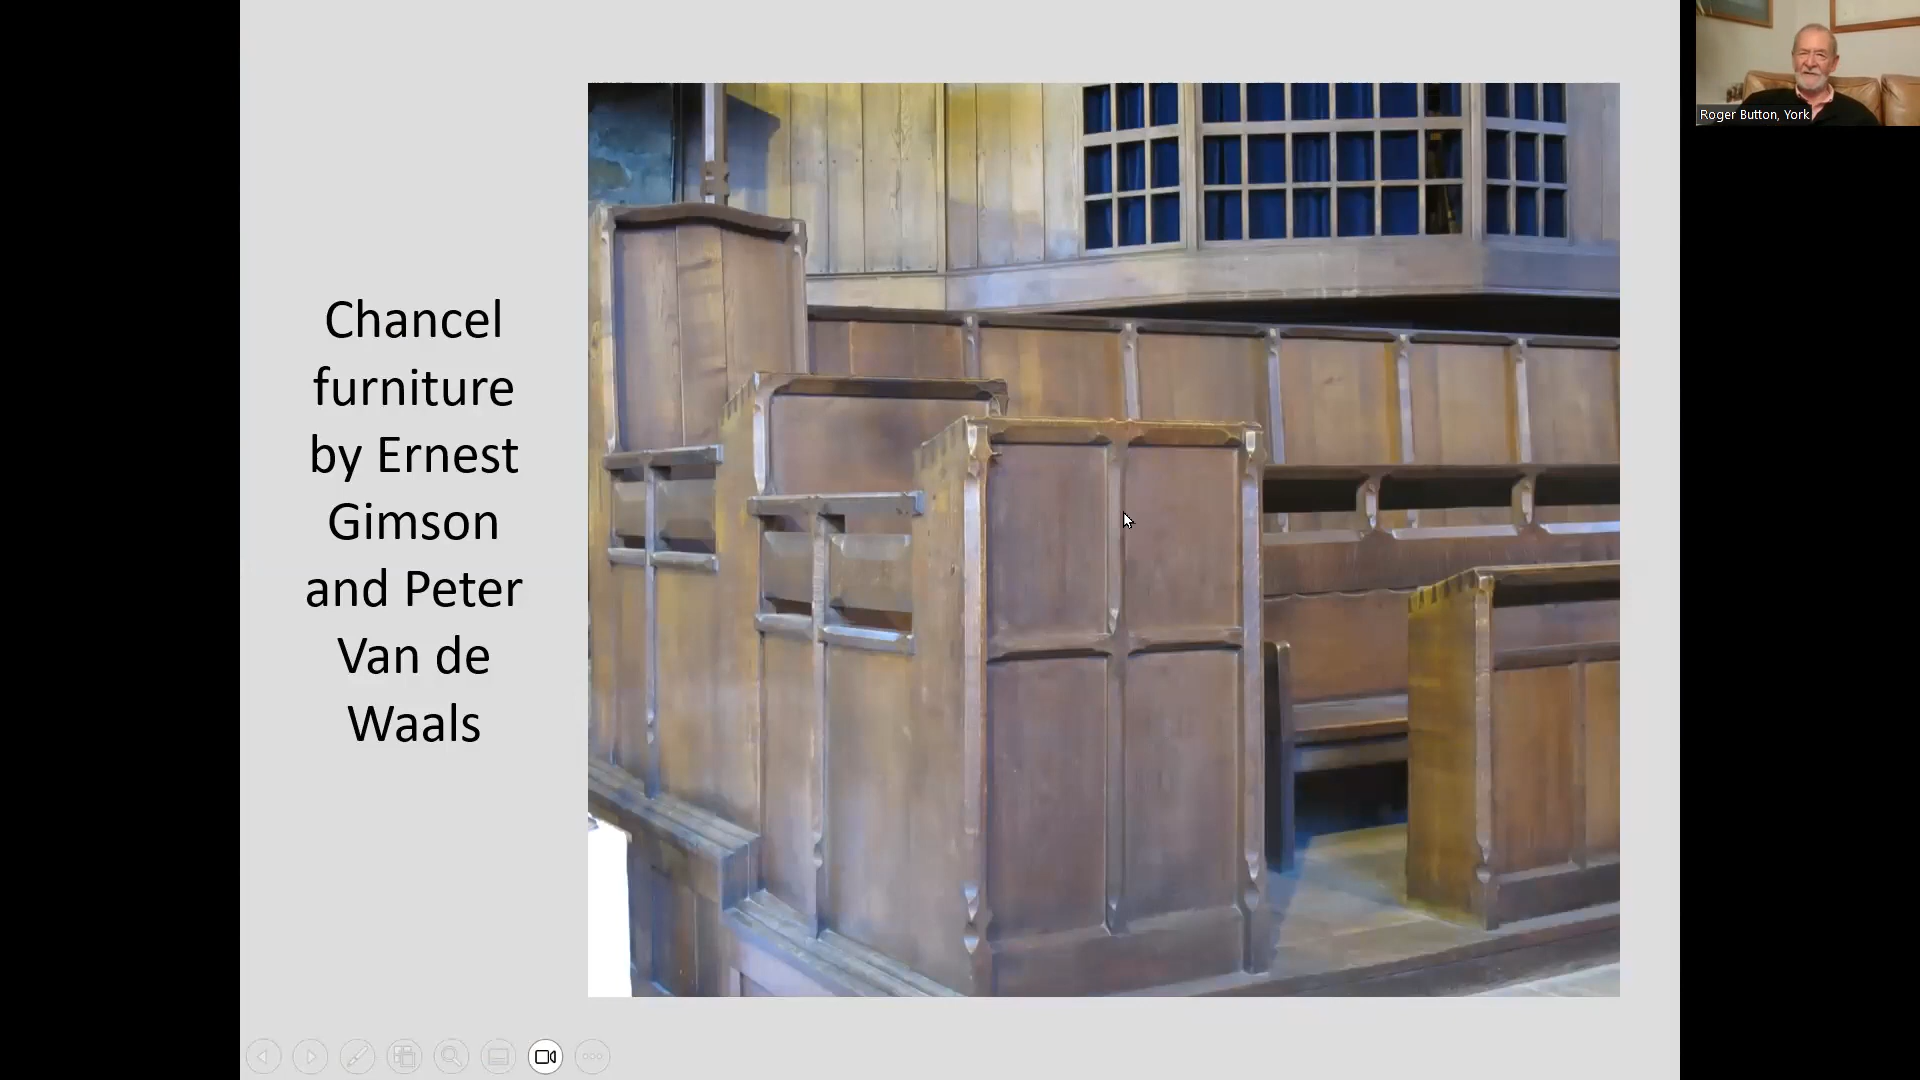 Chancel
furniture
by Ernest
Gimson
and Peter
Van de
Waals
Roger Button, York